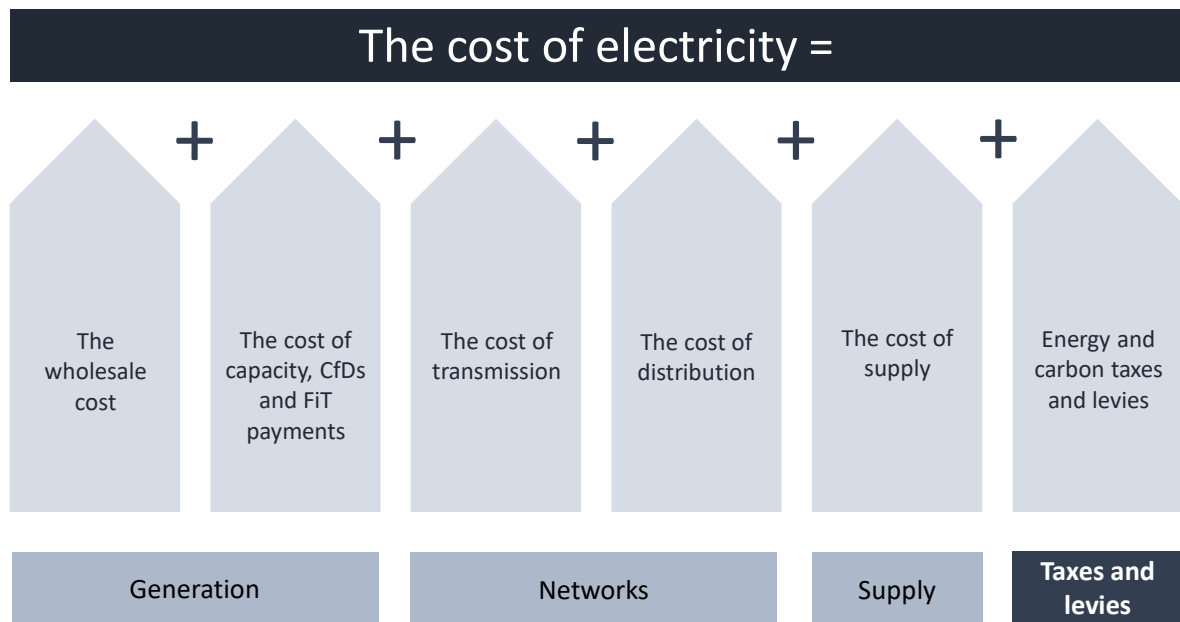 The cost of electricity =
+
+
+
+
+
The
wholesale
cost
The cost of
capacity, CfDs
and FiT
payments
The cost of
transmission
The cost of
distribution
The cost of
supply
Energy and
carbon taxes
and levies
Generation
Networks
Supply
Taxes and
levies